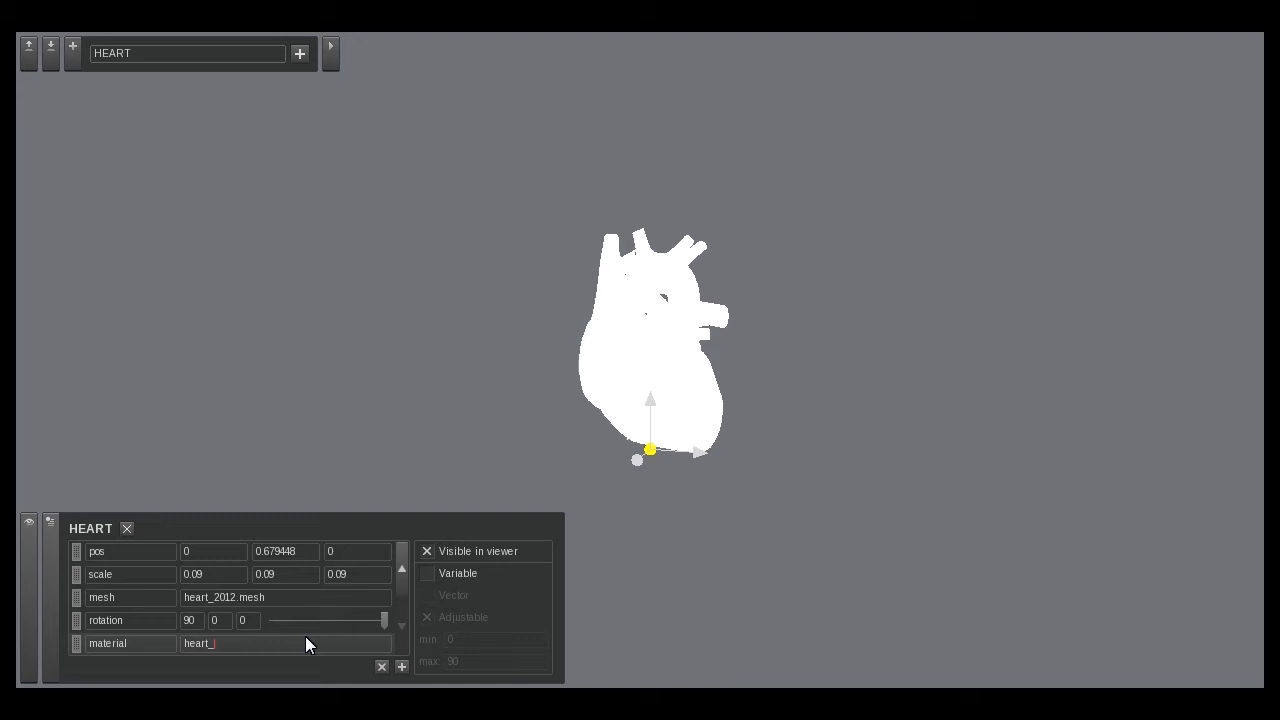 HEART
HEART
pos 0 0.679448 0
scale 0.09 0.09 0.09
mesh heart_2012.mesh
rotation 90 0 0
material heart_
Visible in viewer
Variable
Vector
Adjustable
min: 0
max: 90